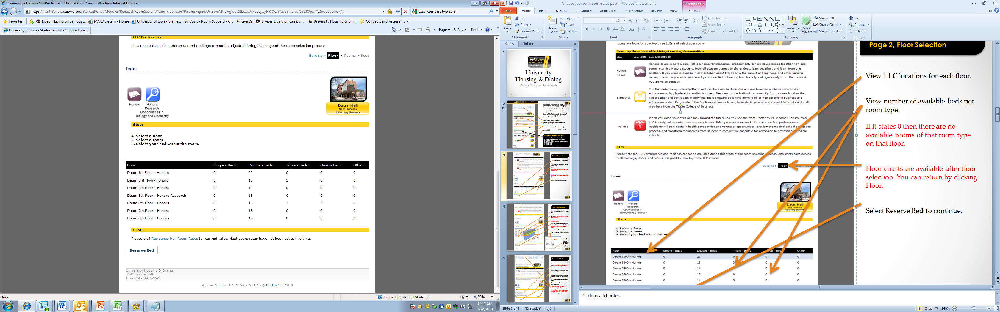 University of Iowa - StarRez Portal - Choose Your Room - Windows Internet Explorer
https://itsnt430.iowa.uiowa.edu/StarRezPortal/Modules/Renewal/RoomSearchWizard_Floor.aspx?Params=
excel compare two cells
Favorites
Liveon Living on campus ...
MARS System - Home
University of Iowa - StarRe...
Costs - Room & Board - C...
Live On
Liveon Living on campus ...
University Housing & Dini...
Contracts and Assignm...
University of Iowa - StarRez Portal - Choose Your ...
Page
Safety
Tools
LLC Preference
Please note that LLC preferences and rankings cannot be adjusted during this stage of the room selection process.
Building > Floor > Rooms > Beds
Daum
Honors
Honors:
Research
Opportunities in
Biology and Chemistry
Daum Hall
New Students
Returning Students
Steps
4. Select a floor.
5. Select a room.
6. Select your bed within the room.
Floor Single - Beds Double - Beds Triple - Beds Quad - Beds Other
Daum 1st Floor - Honors 0 22 0 0 0
Daum 3rd Floor- Honors 0 13 3 0 0
Daum 4th Floor - Honors 0 14 0 0 0
Daum 5th Floor - Honors Research 0 15 0 0 0
Daum 6th Floor - Honors 0 13 3 0 0
Daum 7th Floor - Honors 0 18 0 0 0
Daum 8th Floor - Honors 0 16 0 0 0
Costs
Please visit Residence Hall Room Rates for current rates. Next years rates have not been set at this time.
Reserve Bed
University Housing & Dining
4141 Burge Hall
Iowa City, IA 52242
Housing Portal - v9.0 (2109) - Db 9.0 - © StarRez Inc. 2013
Done
Internet | Protected Mode: On
90%
11:17 AM
3/28/2013
Choose your own room Guide.pptx - Microsoft PowerPoint
Picture Tools
File Home Insert Design Transitions Animations Slide Show Review View Format
Paste
Cut
Copy
Format Painter
Clipboard
New
Slide
Layout
Reset
Section
Slides
12
Font
Text Direction
Align Text
Convert to SmartArt
Paragraph
Arrange
Quick
Styles
Shape Fill
Shape Outline
Shape Effects
Drawing
Find
Replace
Select
Editing
Slides Outline
1
Choose
Your Own
Room
University
Housing & Dining
Choose Your Own Room Guide
2
3
4
5
rooms available for your top three LLCs and select your room.
Your top three available Living-Learning Communities:
LLC LLC Icon LLC Description
Honors
House
Honors House in Kate Daum Hall is a home for intellectual engagement. Honors House brings together new and
some returning Honors students from all academic areas to share ideas, learn together, and learn from one
another. If you want to engage in conversation about life, liberty, the pursuit of happiness, and other burning
issues, this is the place for you. You'll get connected to Honors, both literally and figuratively, from the moment
you arrive on campus
BizHawks
The BizHawks Living-Learning Community is the place for business and pre-business students interested in
entrepreneurship, leadership, and/or business. Members of the BizHawks community form a close bond as they
live together and participate in activities geared toward becoming more familiar with careers in business and
entrepreneurship. Participate in the BizHawks advisory board, form study groups, and connect to faculty and staff
members from the Tippie College of Business.
Pre-Med
When you close your eyes and look toward the future, do you see the word Doctor by your name? The Pre-Med
LLC is designed to assist Iowa students in establishing a support network of current medical professionals.
Residents will participate in health care service and volunteer opportunities, preview the medical school application
process, and transform themselves from student to competitive candidate for admission to professional medical
schools.
LLCs
Please note that LLC preferences and rankings cannot be adjusted during this stage of the room selection process. Applicants have access
to all buildings, floors, and rooms, assigned to their top three LLC choices.
Building > Floor
Daum
Honors
Honors:
Research
Opportunities in
Biology and Chemistry
Daum Hall
New Students
Returning Students
Steps
4. Select a floor.
5. Select a room.
6. Select your bed within the room.
Floor Single - Beds Double - Beds Triple - Beds Quad - Beds Other
Daum 5100 - Honors 0 22 0 0 0
Daum 5300 - Honors 0 13 3 0 0
Daum 5400 - Honors 0 14 0 0
Daum 5500 - Honors 0 15 0 0 0
Daum 5600 - Honors 0 14 3 0 0
Page 2, Floor Selection
View LLC locations for each floor.
View number of available beds per
room type.
If it states 0 then there are no
available rooms of that room type
on that floor.
Floor charts are available after floor
selection. You can return by clicking
Floor.
Select Reserve Bed to continue.
Click to add notes
Slide 3 of 9
"Executive"
148%